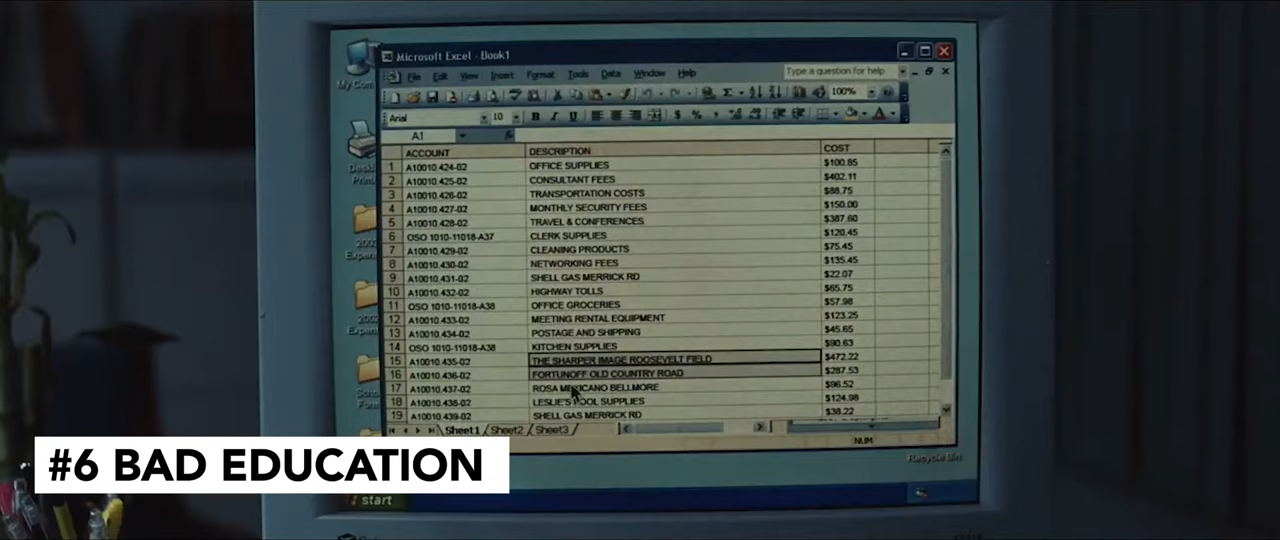 Microsoft Excel - Book1
My Com
File Edit View Insert Format Tools Data Window Help
Type a question for help
100%
Arial 10 B I U $ % ,
A1 fx
ACCOUNT DESCRIPTION COST
1 A10010.424-02 OFFICE SUPPLIES $100.85
2 A10010.425-02 CONSULTANT FEES $402.11
3 A10010.426-02 TRANSPORTATION COSTS $88.75
4 A10010.427-02 MONTHLY SECURITY FEES $150.00
5 A10010.428-02 TRAVEL & CONFERENCES $387.60
6 OSO 1010-11018-A37 CLERK SUPPLIES $120.45
7 A10010.429-02 CLEANING PRODUCTS $75.45
8 A10010.430-02 NETWORKING FEES $135.45
9 A10010.431-02 SHELL GAS MERRICK RD $22.07
10 A10010.432-02 HIGHWAY TOLLS $65.75
11 OSO 1010-11018-A38 OFFICE GROCERIES $57.98
12 A10010.433-02 MEETING RENTAL EQUIPMENT $123.25
13 A10010.434-02 POSTAGE AND SHIPPING $45.65
14 OSO 1010-11018-A38 KITCHEN SUPPLIES $90.63
15 A10010.435-02 THE SHARPER IMAGE ROOSEVELT FIELD $472.22
16 A10010.436-02 FORTUNOFF OLD COUNTRY ROAD $287.53
17 A10010.437-02 ROSA MEXICANO BELLMORE $96.52
18 A10010.438-02 LESLIE'S POOL SUPPLIES $124.98
19 A10010.439-02 SHELL GAS MERRICK RD $38.22
Sheet1 Sheet2 Sheet3
NUM
Recycle Bin
#6 BAD EDUCATION
start